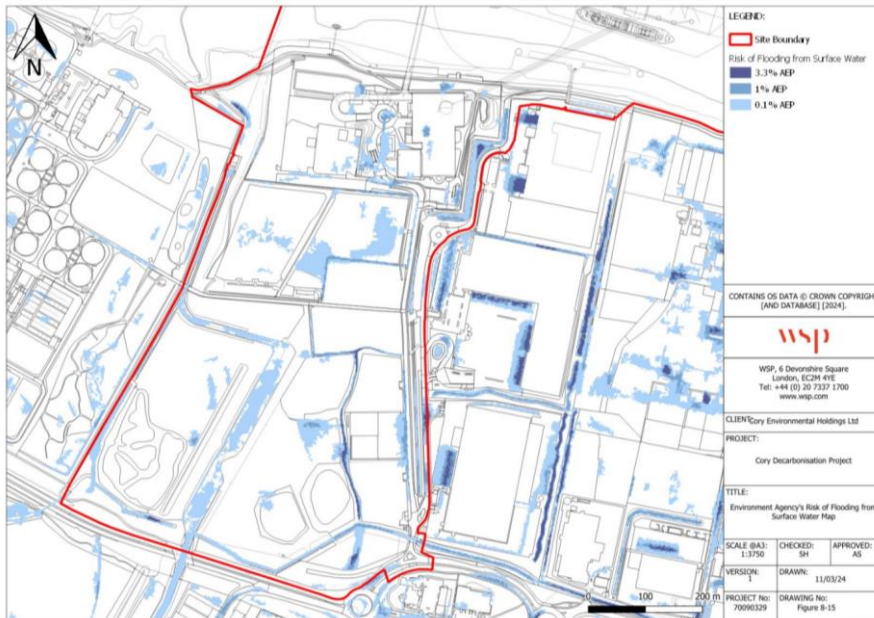 N
LEGEND:
Site Boundary
Risk of Flooding from Surface Water
3.3% AEP
1% AEP
0.1% AEP
CONTAINS OS DATA © CROWN COPYRIGH
[AND DATABASE] [2024].
wsp
WSP, 6 Devonshire Square
London, EC2M 4YE
Tel: +44 (0) 20 7337 1700
www.wsp.com
CLIENT: Cory Environmental Holdings Ltd
PROJECT:
Cory Decarbonisation Project
TITLE:
Environment Agency's Risk of Flooding from
Surface Water Map
SCALE @A3:
1:3750
CHECKED:
SH
APPROVED:
AS
VERSION:
1
DRAWN:
11/03/24
PROJECT No:
70090329
DRAWING No:
Figure 8-15
0 100 200 m